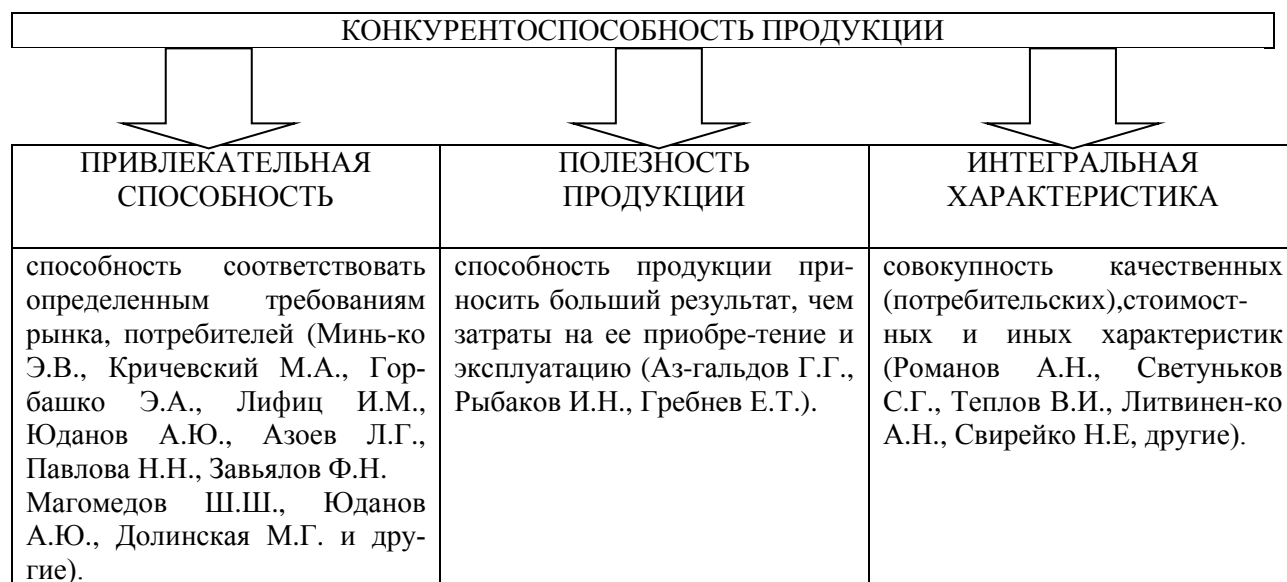 КОНКУРЕНТОСПОСОБНОСТЬ ПРОДУКЦИИ
ПРИВЛЕКАТЕЛЬНАЯ
СПОСОБНОСТЬ
способность соответствовать
определенным требованиям
рынка, потребителей (Минь-ко
Э.В., Кричевский М.А., Гор-
башко Э.А., Лифиц И.М.,
Юданов А.Ю., Азоев Л.Г.,
Павлова Н.Н., Завьялов Ф.Н.
Магомедов Ш.Ш., Юданов
А.Ю., Долинская М.Г. и дру-
гие).
ПОЛЕЗНОСТЬ
ПРОДУКЦИИ
способность продукции при-
носить больший результат, чем
затраты на ее приобре-тение и
эксплуатацию (Аз-гальдов Г.Г.,
Рыбаков И.Н., Гребнев Е.Т.).
ИНТЕГРАЛЬНАЯ
ХАРАКТЕРИСТИКА
совокупность качественных
(потребительских),стоимост-
ных и иных характеристик
(Романов А.Н., Светуньков
С.Г., Теплов В.И., Литвинен-ко
А.Н., Свирейко Н.Е, другие).